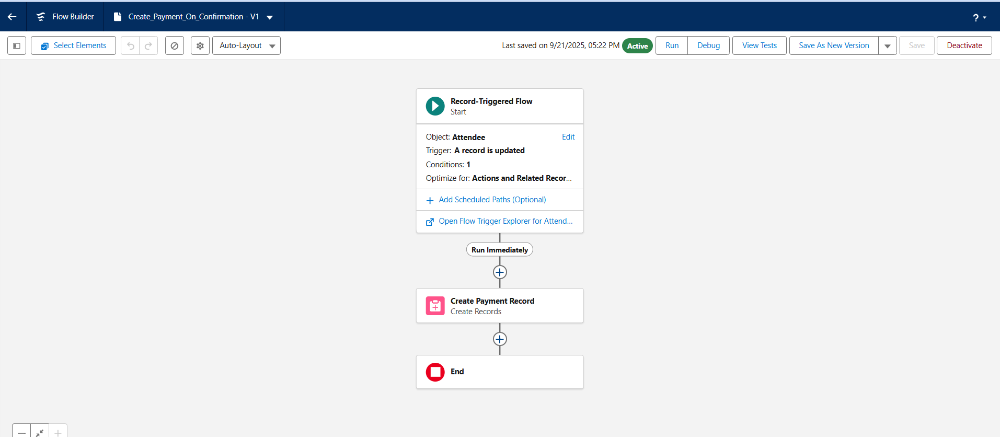 Flow Builder
Create_Payment_On_Confirmation - V1
?
Select Elements
Auto-Layout
Last saved on 9/21/2025, 05:22 PM
Active
Run
Debug
View Tests
Save As New Version
Save
Deactivate
Record-Triggered Flow
Start
Object: Attendee
Edit
Trigger: A record is updated
Conditions: 1
Optimize for: Actions and Related Recor...
Add Scheduled Paths (Optional)
Open Flow Trigger Explorer for Attend...
Run Immediately
Create Payment Record
Create Records
End